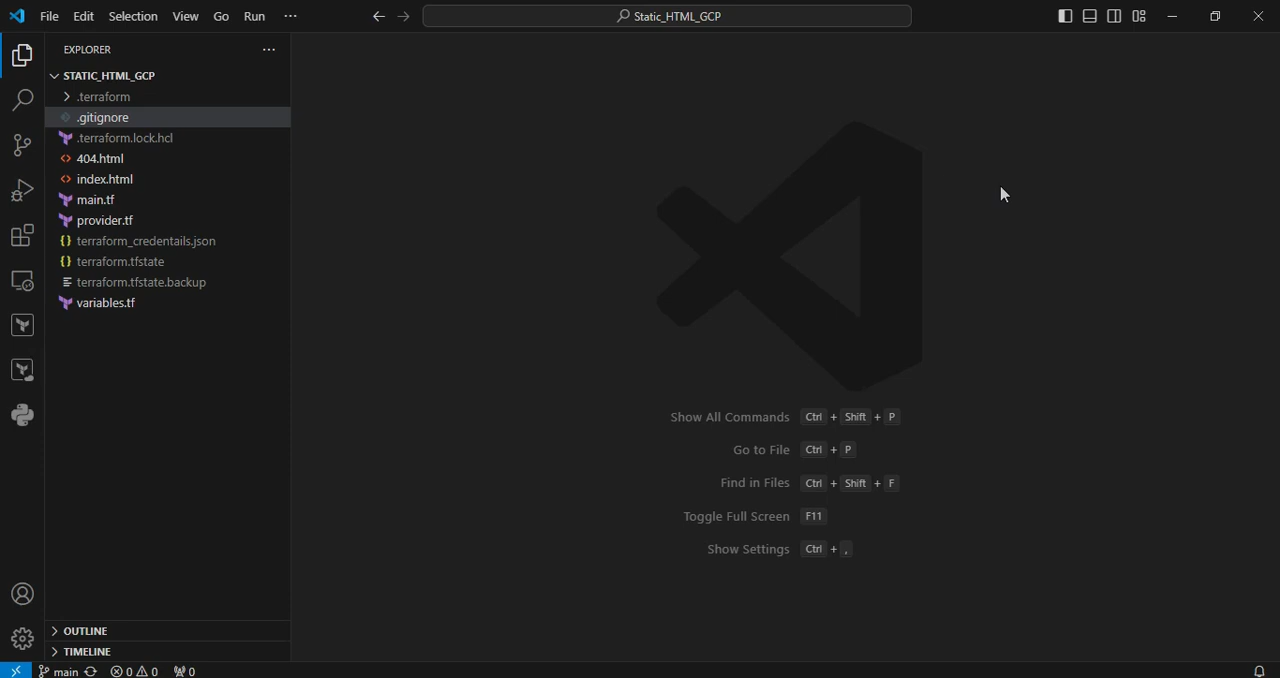 File Edit Selection View Go Run ···
Static_HTML_GCP
EXPLORER ···
STATIC_HTML_GCP
.terraform
.gitignore
.terraform.lock.hcl
404.html
index.html
main.tf
provider.tf
terraform_credentails.json
terraform.tfstate
terraform.tfstate.backup
variables.tf
Show All Commands Ctrl + Shift + P
Go to File Ctrl + P
Find in Files Ctrl + Shift + F
Toggle Full Screen F11
Show Settings Ctrl + ,
OUTLINE
TIMELINE
main 0 0 0